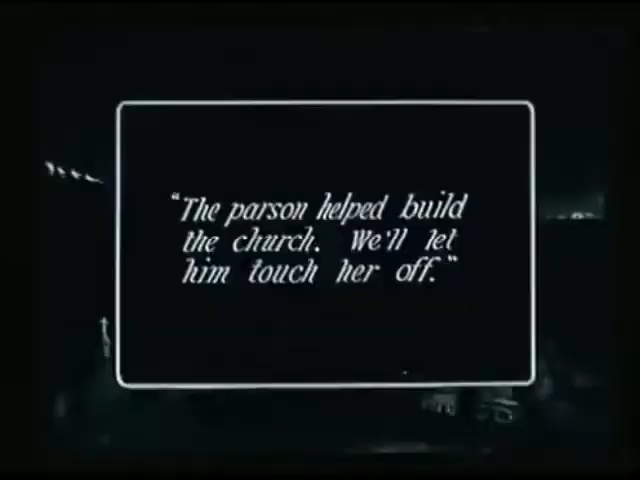 "The parson helped build
the church. We'll let
him touch her off."